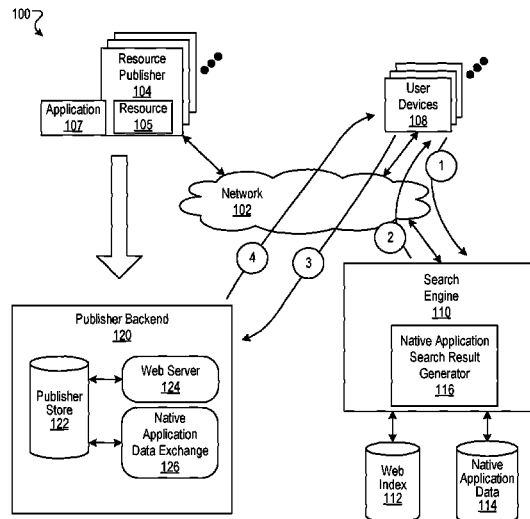 100
Resource
Publisher
104
Application
107
Resource
105
User
Devices
108
1
Network
102
2
4
3
Search
Engine
110
Native Application
Search Result
Generator
116
Publisher Backend
120
Publisher
Store
122
Web Server
124
Native
Application
Data Exchange
126
Web
Index
112
Native
Application
Data
114